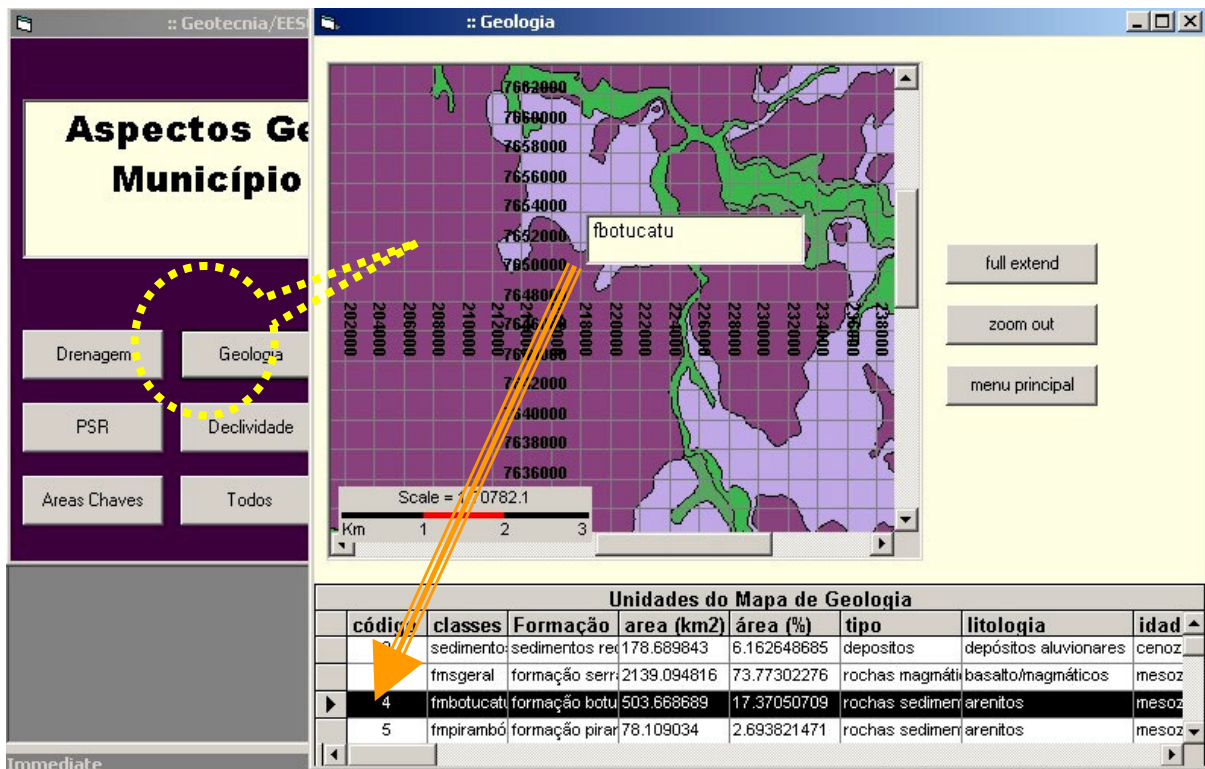 :: Geotecnia/EES
:: Geologia
Aspectos Ge
Município
Drenagem
Geologia
PSR
Declividade
Areas Chaves
Todos
7662000
7660000
7658000
7656000
7654000
7652000
7650000
fbotucatu
202000
204000
206000
208000
210000
212000
218000
220000
222000
224000
226000
228000
230000
232000
234000
7640000
7638000
7636000
Km 1 2 3
full extend
zoom out
menu principal
Unidades do Mapa de Geologia
código classes Formação area (km2) área (%) tipo litologia idad
sedimento: sedimentos rec 178.689843 6.162648685 depositos depósitos aluvionares cenoz
fmsgeral formação serr 2139.094816 73.77302276 rochas magmáti basalto/magmáticos mesoz
4 fmbotucatu formação botu 503.668689 17.37050709 rochas sedimen arenitos mesoz
5 fmpirambó formação pirar 78.109034 2.693821471 rochas sedimen arenitos mesoz
Immediate